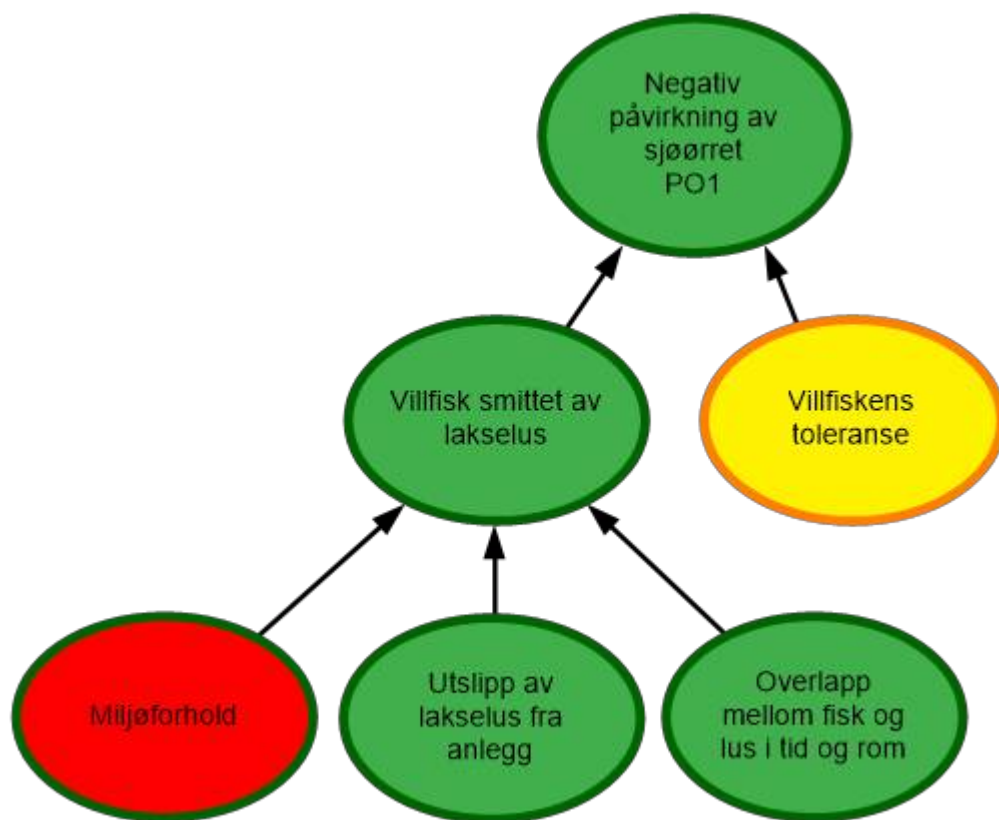 Negativ
påvirkning av
sjøørret
PO1
Villfisk smittet av
lakselus
Villfiskens
toleranse
Miljøforhold
Utslipp av
lakselus fra
anlegg
Overlapp
mellom fisk og
lus i tid og rom